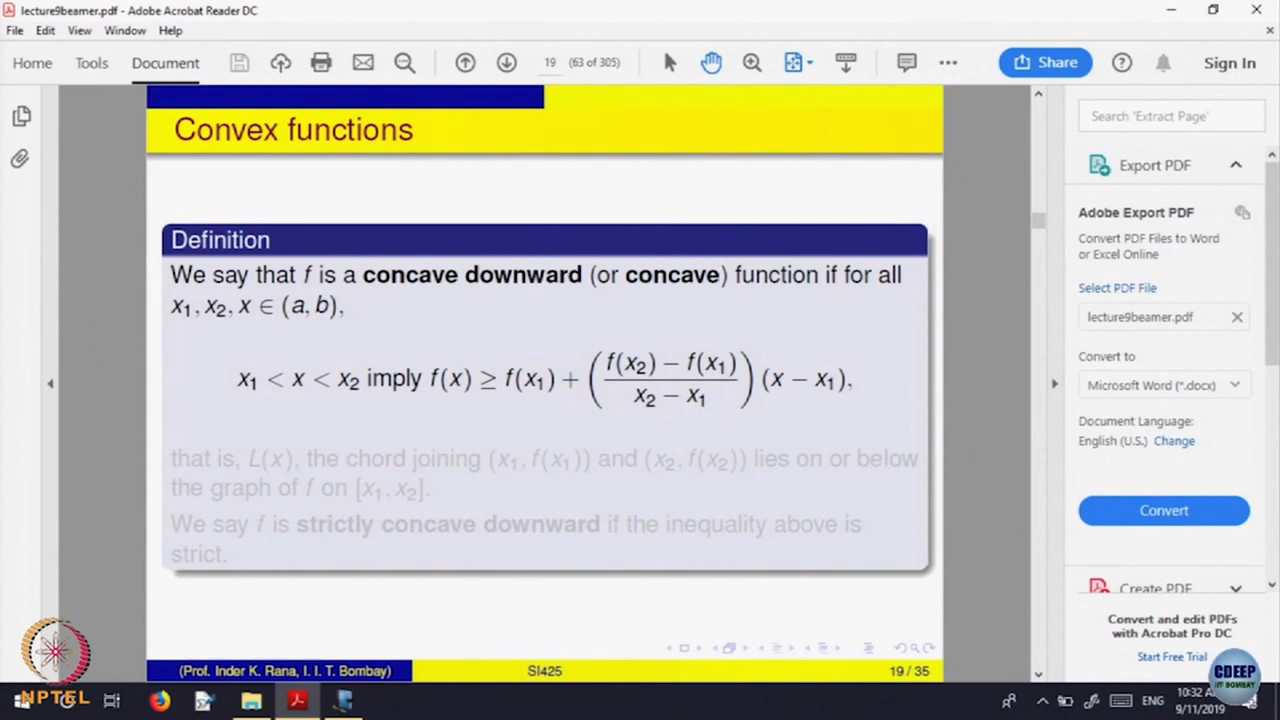 lecture9beamer.pdf - Adobe Acrobat Reader DC
File Edit View Window Help
Home Tools Document 19 (63 of 305) Share Sign In
Convex functions
Definition
We say that f is a concave downward (or concave) function if for all
x₁, x₂, x ∈ (a, b),
x₁ < x < x₂ imply f(x) ≥ f(x₁) + ( f(x₂) − f(x₁) / x₂ − x₁ ) (x − x₁),
that is, L(x), the chord joining (x₁, f(x₁)) and (x₂, f(x₂)) lies on or below
the graph of f on [x₁, x₂].
We say f is strictly concave downward if the inequality above is
strict.
(Prof. Inder K. Rana, I. I. T. Bombay) SI425 19 / 35
Search 'Extract Page'
Export PDF
Adobe Export PDF
Convert PDF Files to Word
or Excel Online
Select PDF File
lecture9beamer.pdf
Convert to
Microsoft Word (*.docx)
Document Language:
English (U.S.) Change
Convert
Create PDF
Convert and edit PDFs
with Acrobat Pro DC
Start Free Trial
NPTEL
CDEEP
IIT BOMBAY
ENG
10:32 A
9/11/2019